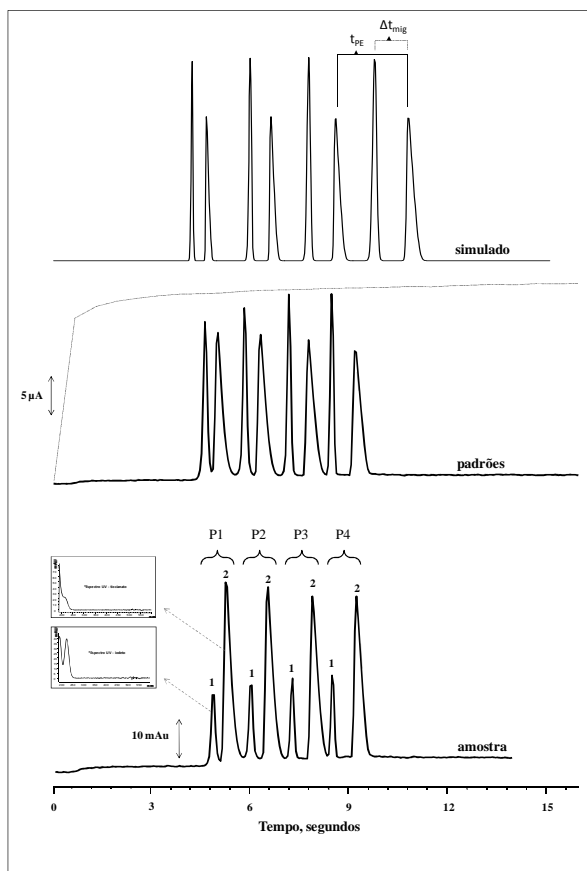 t_PE
Δt_mig
simulado
5 µA
padrões
P1 P2 P3 P4
2 2 2 2
1 1 1 1
10 mAu
amostra
0 3 6 9 12 15
Tempo, segundos